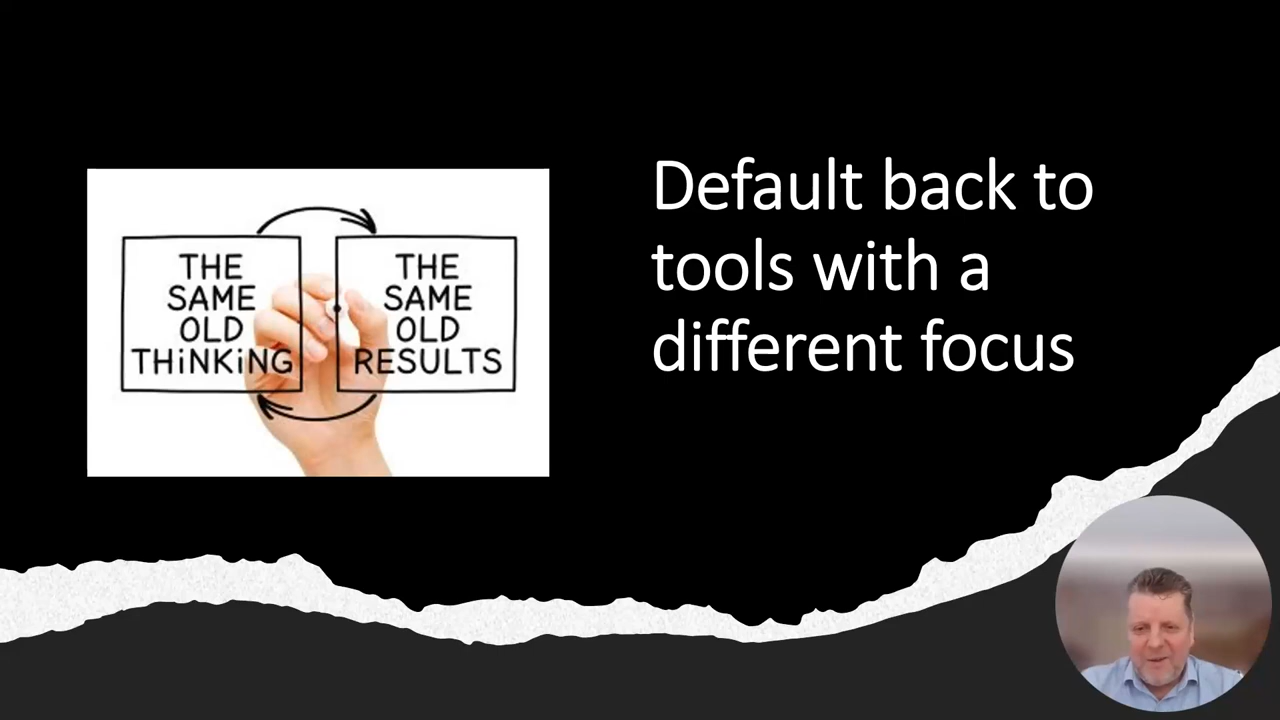 THE
SAME
OLD
THiNKiNG
THE
SAME
OLD
RESULTS
Default back to
tools with a
different focus